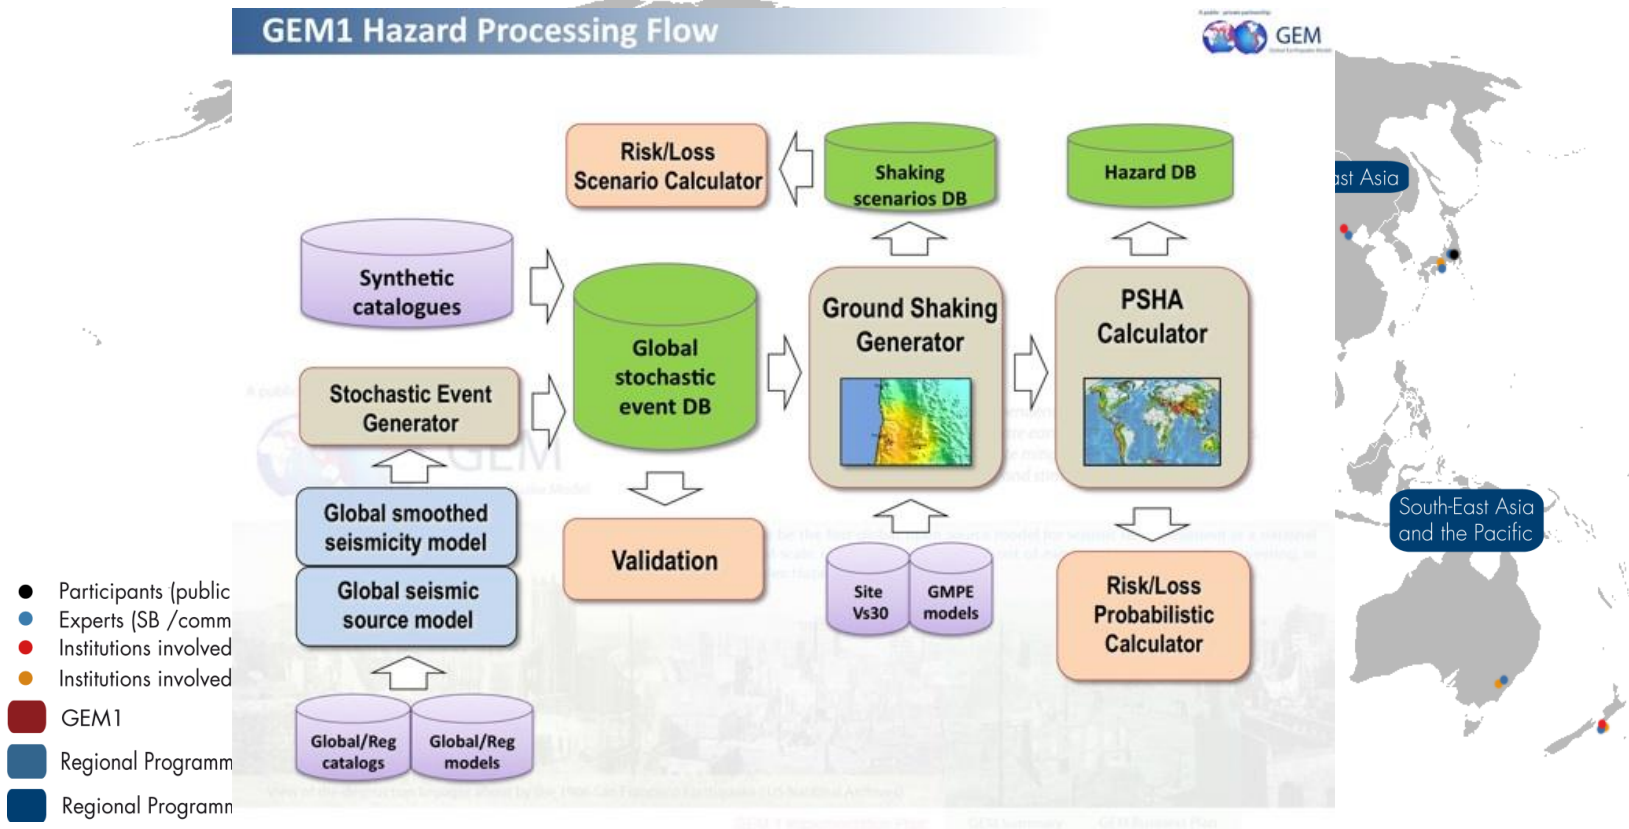 GEM1 Hazard Processing Flow
GEM
Risk/Loss
Scenario Calculator
Shaking
scenarios DB
Hazard DB
ast Asia
Synthetic
catalogues
Global
stochastic
event DB
Ground Shaking
Generator
PSHA
Calculator
Stochastic Event
Generator
GEM
Global smoothed
seismicity model
Global seismic
source model
Validation
Site
Vs30
GMPE
models
Risk/Loss
Probabilistic
Calculator
Global/Reg
catalogs
Global/Reg
models
South-East Asia
and the Pacific
Participants (public
Experts (SB /comm
Institutions involved
Institutions involved
GEM1
Regional Programm
Regional Programm